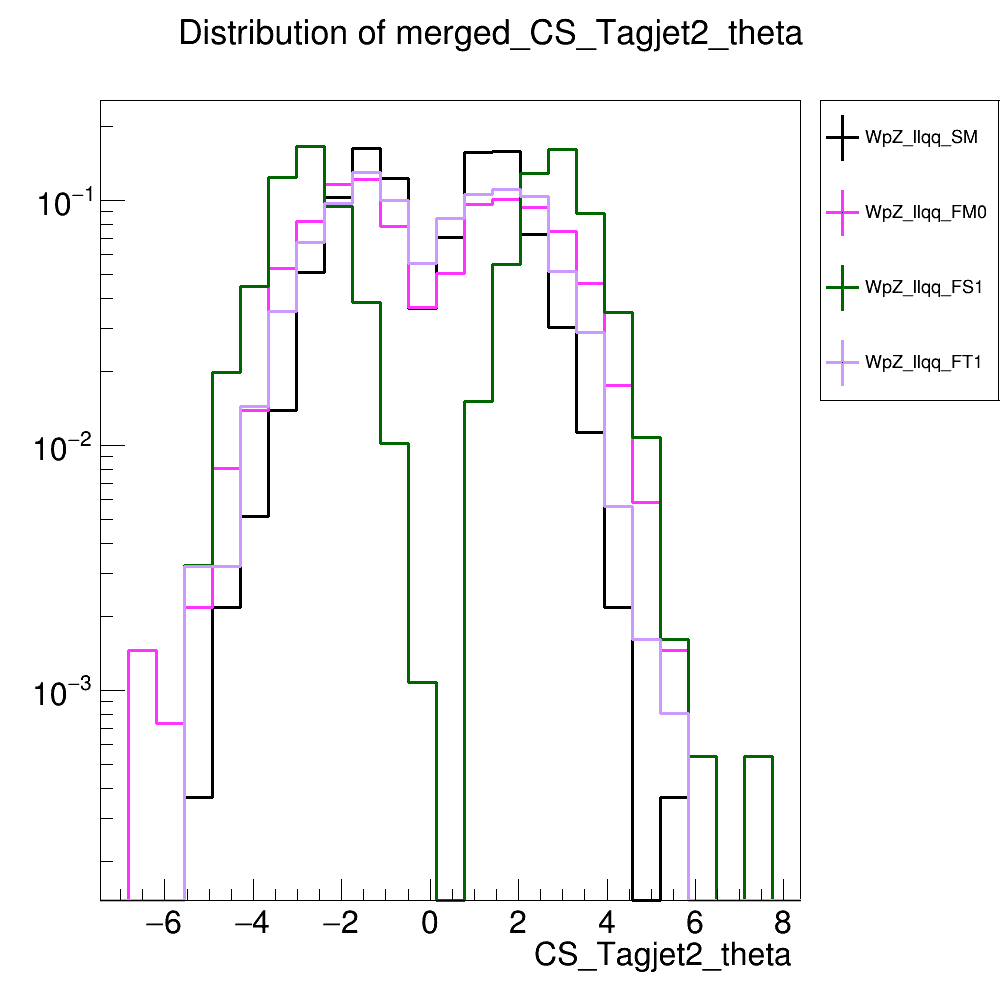 Distribution of merged_CS_Tagjet2_theta
WpZ_llqq_SM
WpZ_llqq_FM0
WpZ_llqq_FS1
WpZ_llqq_FT1
10⁻¹
10⁻²
10⁻³
−6 −4 −2 0 2 4 6 8
CS_Tagjet2_theta